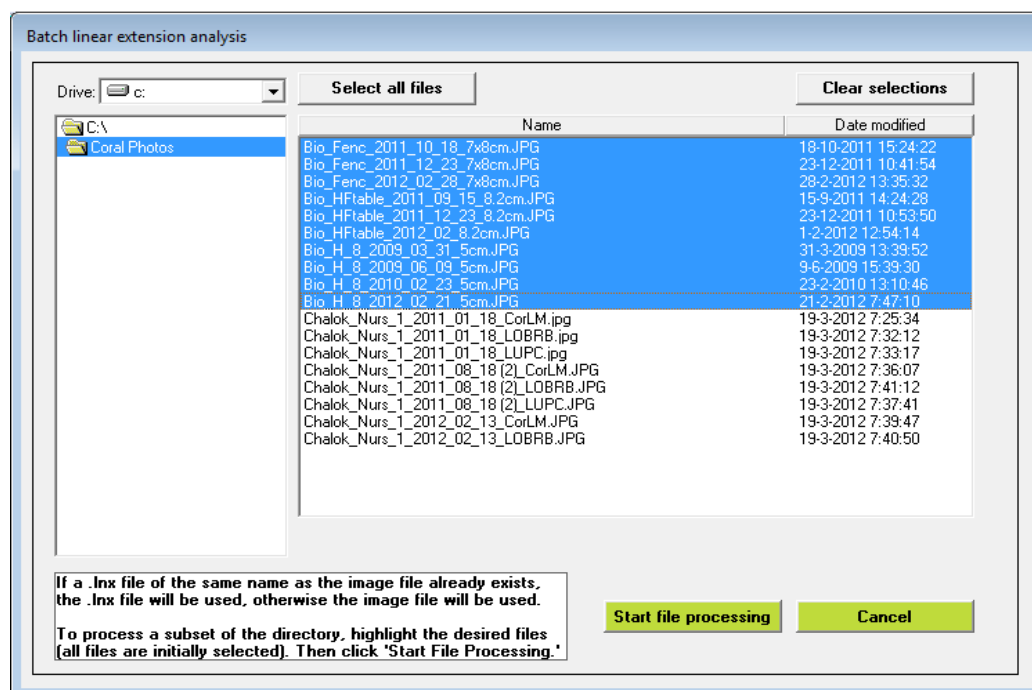 Batch linear extension analysis
Drive: c:
Select all files
Clear selections
C:\
Coral Photos
Name Date modified
Bio_Fenc_2011_10_18_7x8cm.JPG 18-10-2011 15:24:22
Bio_Fenc_2011_12_23_7x8cm.JPG 23-12-2011 10:41:54
Bio_Fenc_2012_02_28_7x8cm.JPG 28-2-2012 13:35:32
Bio_HFtable_2011_09_15_8.2cm.JPG 15-9-2011 14:24:28
Bio_HFtable_2011_12_23_8.2cm.JPG 23-12-2011 10:53:50
Bio_HFtable_2012_02_8.2cm.JPG 1-2-2012 12:54:14
Bio_H_8_2009_03_31_5cm.JPG 31-3-2009 13:39:52
Bio_H_8_2009_06_09_5cm.JPG 9-6-2009 15:39:30
Bio_H_8_2010_02_23_5cm.JPG 23-2-2010 13:10:46
Bio_H_8_2012_02_21_5cm.JPG 21-2-2012 7:47:10
Chalok_Nurs_1_2011_01_18_CorLM.jpg 19-3-2012 7:25:34
Chalok_Nurs_1_2011_01_18_LOBRB.jpg 19-3-2012 7:32:12
Chalok_Nurs_1_2011_01_18_LUPC.jpg 19-3-2012 7:33:17
Chalok_Nurs_1_2011_08_18 (2)_CorLM.JPG 19-3-2012 7:36:07
Chalok_Nurs_1_2011_08_18 (2)_LOBRB.JPG 19-3-2012 7:41:12
Chalok_Nurs_1_2011_08_18 (2)_LUPC.JPG 19-3-2012 7:37:41
Chalok_Nurs_1_2012_02_13_CorLM.JPG 19-3-2012 7:39:47
Chalok_Nurs_1_2012_02_13_LOBRB.JPG 19-3-2012 7:40:50
If a .lnx file of the same name as the image file already exists,
the .lnx file will be used, otherwise the image file will be used.
To process a subset of the directory, highlight the desired files
(all files are initially selected). Then click 'Start File Processing.'
Start file processing
Cancel